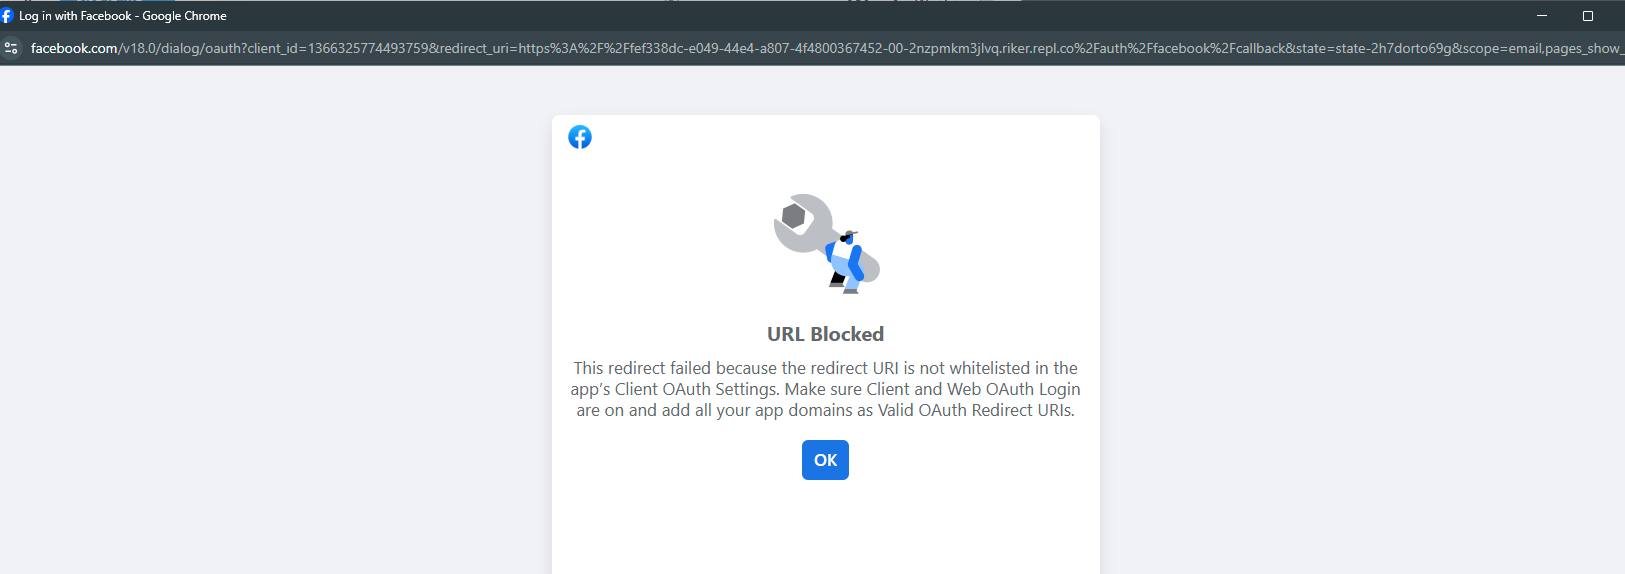 Log in with Facebook - Google Chrome
facebook.com/v18.0/dialog/oauth?client_id=1366325774493759&redirect_uri=https%3A%2F%2Ffef338dc-e049-44e4-a807-4f4800367452-00-2nzpmkm3jlvq.riker.repl.co%2Fauth%2Ffacebook%2Fcallback&state=state-2h7dorto69g&scope=email,pages_show_
URL Blocked
This redirect failed because the redirect URI is not whitelisted in the
app's Client OAuth Settings. Make sure Client and Web OAuth Login
are on and add all your app domains as Valid OAuth Redirect URIs.
OK